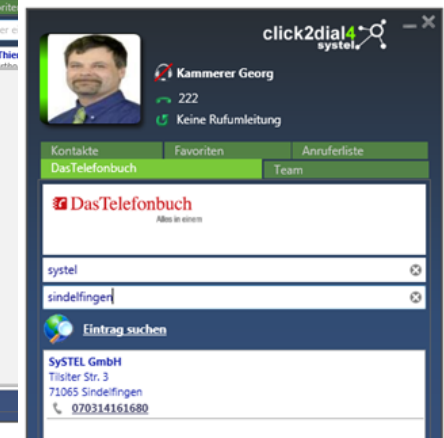 click2dial4
systel
Kammerer Georg
222
Keine Rufumleitung
Kontakte Favoriten Anruferliste
DasTelefonbuch Team
DasTelefonbuch
Alles in einem
systel
sindelfingen
Eintrag suchen
SySTEL GmbH
Tilsiter Str. 3
71065 Sindelfingen
070314161680